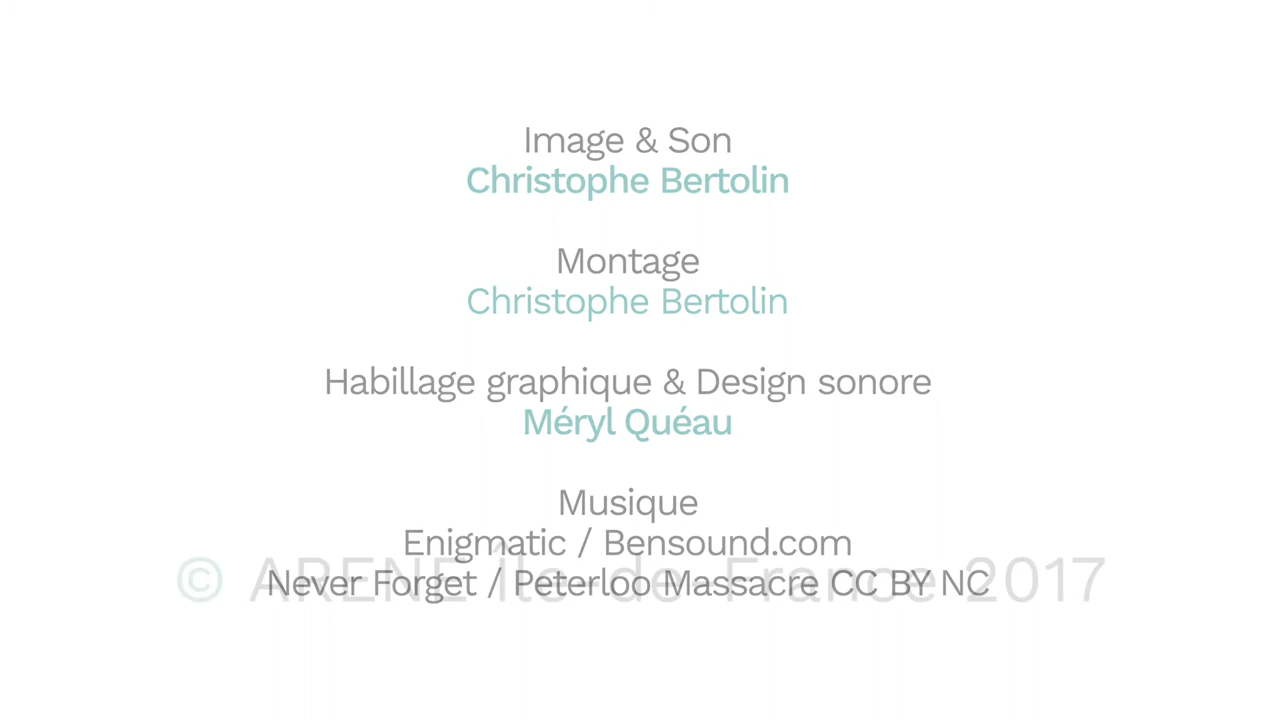 Image & Son
Christophe Bertolin
Montage
Christophe Bertolin
Habillage graphique & Design sonore
Méryl Quéau
Musique
Enigmatic / Bensound.com
Never Forget / Peterloo Massacre CC BY NC
© ARENE Île-de-France 2017